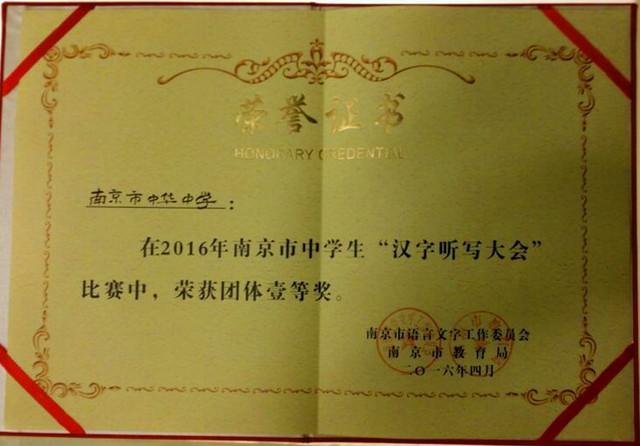 荣誉证书
HONORARY CREDENTIAL
南京市中华中学：
在2016年南京市中学生“汉字听写大会”
比赛中，荣获团体壹等奖。
南京市语言文字工作委员会
南京市教育局
二〇一六年四月